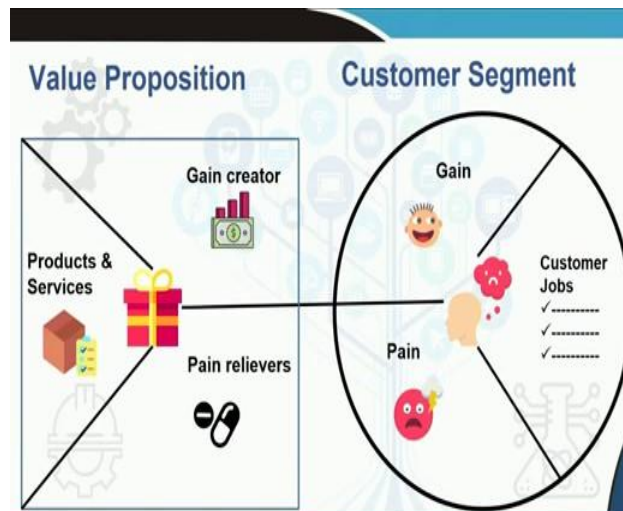 Value Proposition
Customer Segment
Gain creator
Products &
Services
Pain relievers
Gain
Customer
Jobs
✓----------
✓----------
✓----------
Pain